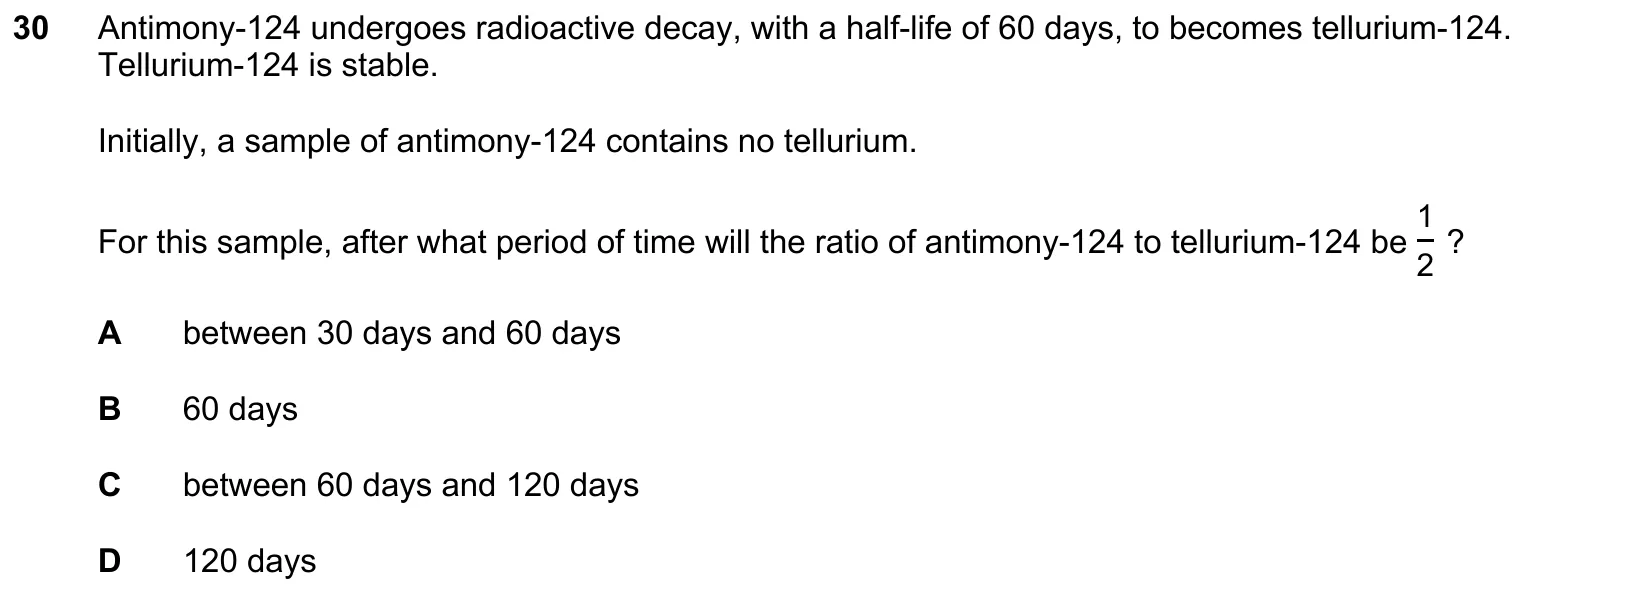 30 Antimony-124 undergoes radioactive decay, with a half-life of 60 days, to becomes tellurium-124.
Tellurium-124 is stable.
Initially, a sample of antimony-124 contains no tellurium.
For this sample, after what period of time will the ratio of antimony-124 to tellurium-124 be 1/2 ?
A between 30 days and 60 days
B 60 days
C between 60 days and 120 days
D 120 days